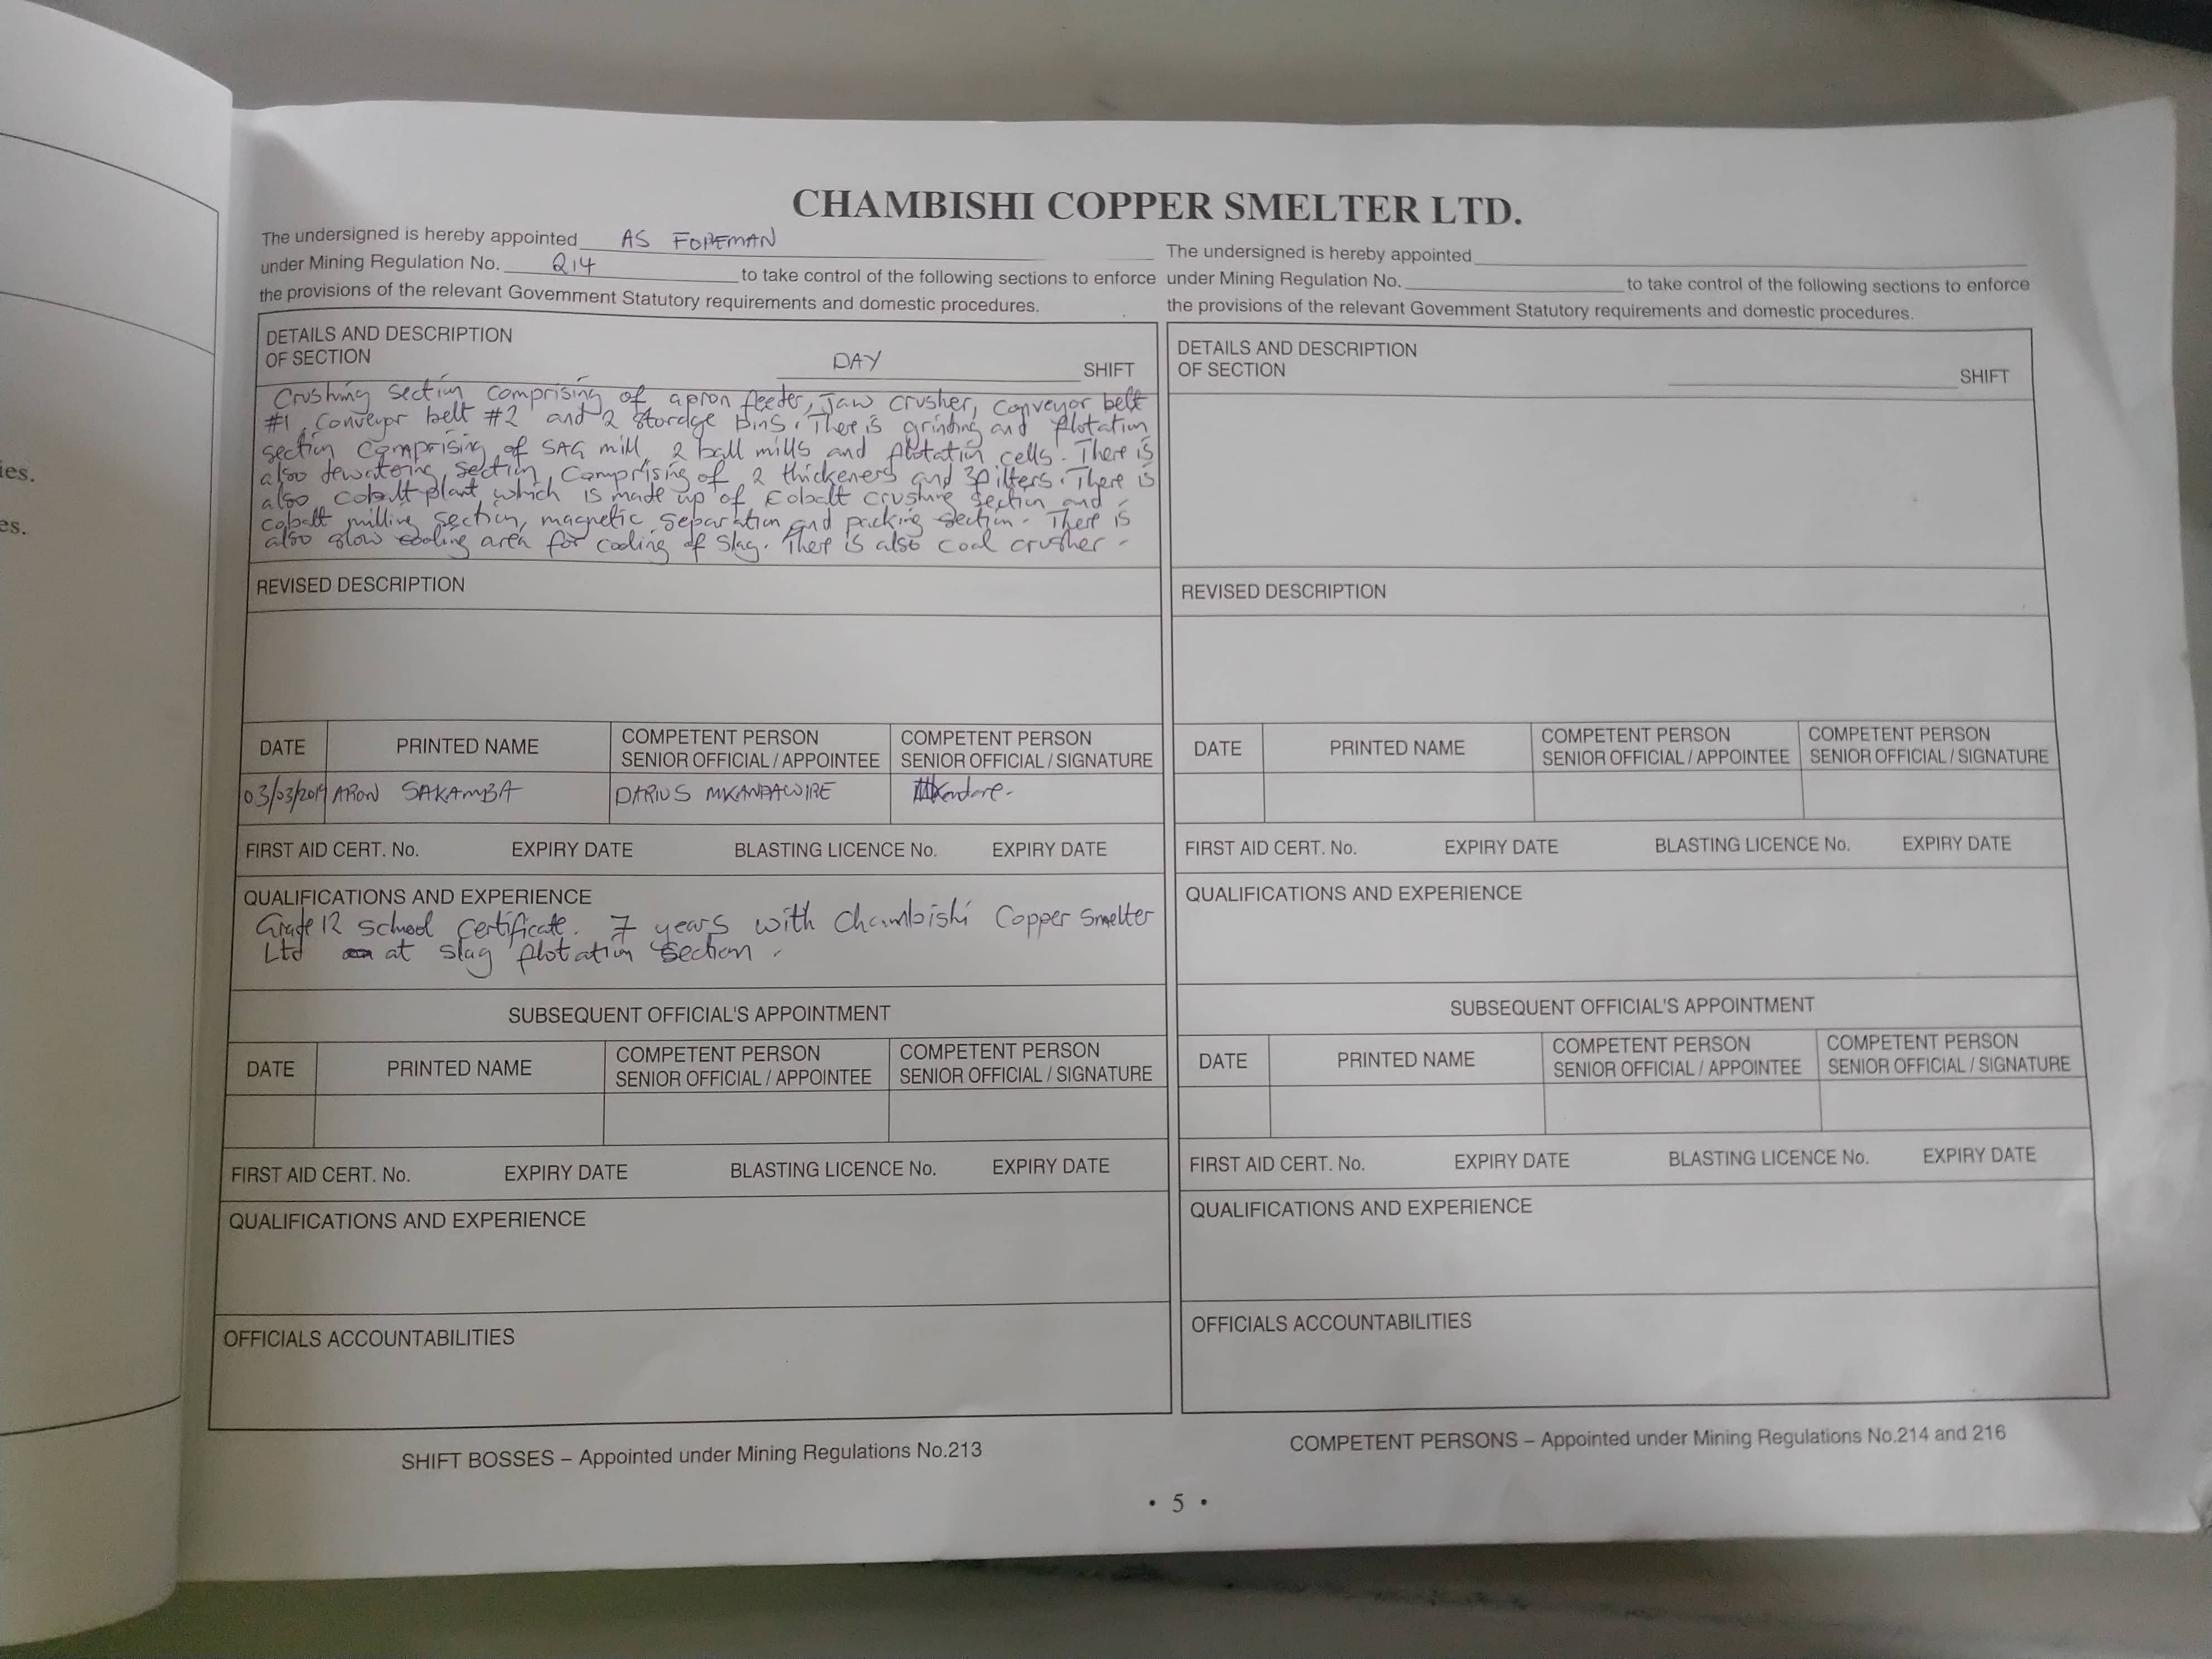 ies.
es.
CHAMBISHI COPPER SMELTER LTD.
The undersigned is hereby appointed AS FOREMAN
under Mining Regulation No. 214 to take control of the following sections to enforce
the provisions of the relevant Government Statutory requirements and domestic procedures.
DETAILS AND DESCRIPTION
OF SECTION DAY SHIFT
Crushing section comprising of apron feeder, Jaw crusher, conveyor belt
#1, Conveyor belt #2 and 2 storage bins. There is grinding and flotation
section comprising of SAG mill, 2 ball mills and flotation cells. There is
also dewatering section comprising of 2 thickeners and 3 filters. There is
also cobalt plant which is made up of cobalt crushing section and
cobalt milling section, magnetic separation and packing section. There is
also slow cooling area for cooling of slag. There is also coal crusher -
REVISED DESCRIPTION
DATE PRINTED NAME COMPETENT PERSON SENIOR OFFICIAL / APPOINTEE COMPETENT PERSON SENIOR OFFICIAL / SIGNATURE
03/03/2019 ARON SAKAMBA DARIUS MKANDAWIRE
FIRST AID CERT. No. EXPIRY DATE BLASTING LICENCE No. EXPIRY DATE
QUALIFICATIONS AND EXPERIENCE
Grade 12 school certificate. 7 years with Chambishi Copper Smelter
Ltd at slag flotation section.
SUBSEQUENT OFFICIAL'S APPOINTMENT
DATE PRINTED NAME COMPETENT PERSON SENIOR OFFICIAL / APPOINTEE COMPETENT PERSON SENIOR OFFICIAL / SIGNATURE
FIRST AID CERT. No. EXPIRY DATE BLASTING LICENCE No. EXPIRY DATE
QUALIFICATIONS AND EXPERIENCE
OFFICIALS ACCOUNTABILITIES
SHIFT BOSSES – Appointed under Mining Regulations No.213
The undersigned is hereby appointed
under Mining Regulation No. to take control of the following sections to enforce
the provisions of the relevant Government Statutory requirements and domestic procedures.
DETAILS AND DESCRIPTION
OF SECTION SHIFT
REVISED DESCRIPTION
DATE PRINTED NAME COMPETENT PERSON SENIOR OFFICIAL / APPOINTEE COMPETENT PERSON SENIOR OFFICIAL / SIGNATURE
FIRST AID CERT. No. EXPIRY DATE BLASTING LICENCE No. EXPIRY DATE
QUALIFICATIONS AND EXPERIENCE
SUBSEQUENT OFFICIAL'S APPOINTMENT
DATE PRINTED NAME COMPETENT PERSON SENIOR OFFICIAL / APPOINTEE COMPETENT PERSON SENIOR OFFICIAL / SIGNATURE
FIRST AID CERT. No. EXPIRY DATE BLASTING LICENCE No. EXPIRY DATE
QUALIFICATIONS AND EXPERIENCE
OFFICIALS ACCOUNTABILITIES
COMPETENT PERSONS – Appointed under Mining Regulations No.214 and 216
• 5 •